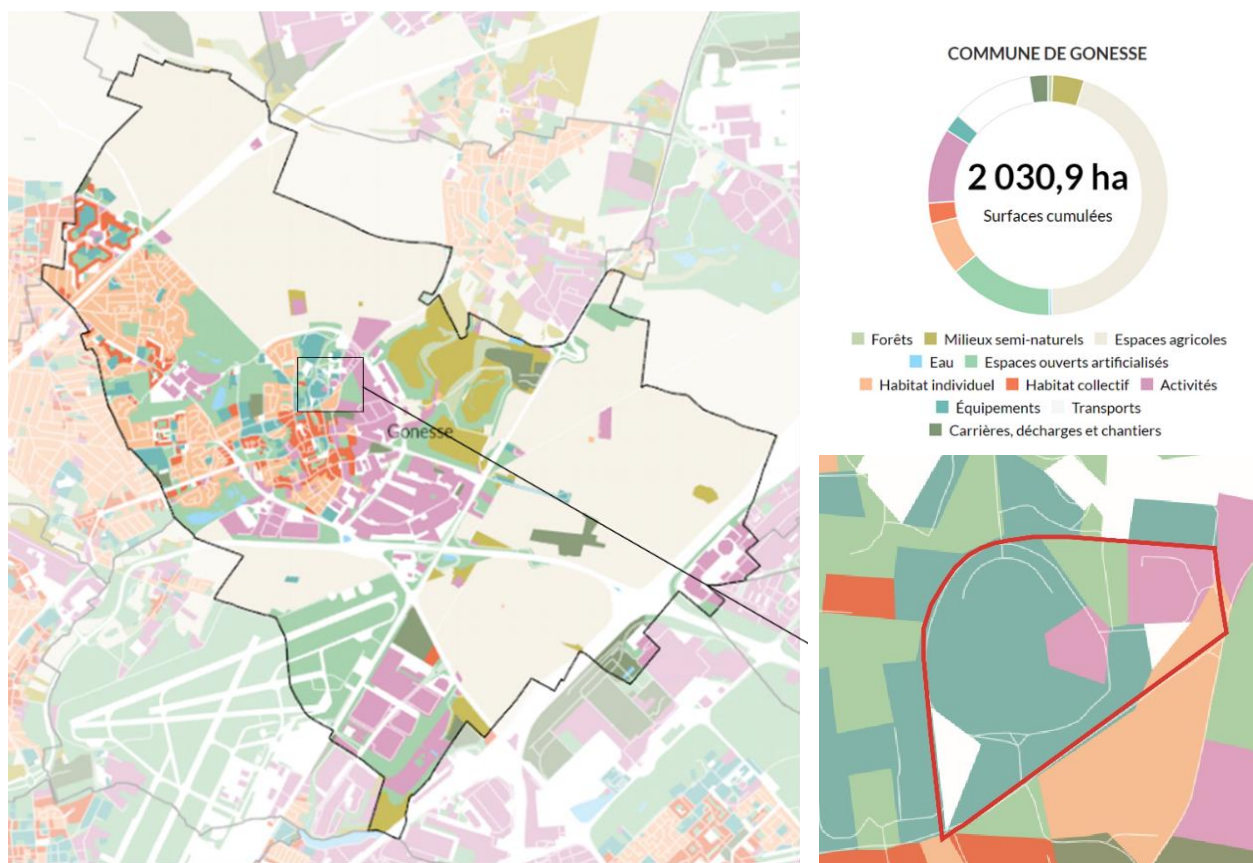 COMMUNE DE GONESSE
2 030,9 ha
Surfaces cumulées
Forêts Milieux semi-naturels Espaces agricoles
Eau Espaces ouverts artificialisés
Habitat individuel Habitat collectif Activités
Équipements Transports
Carrières, décharges et chantiers
Gonesse